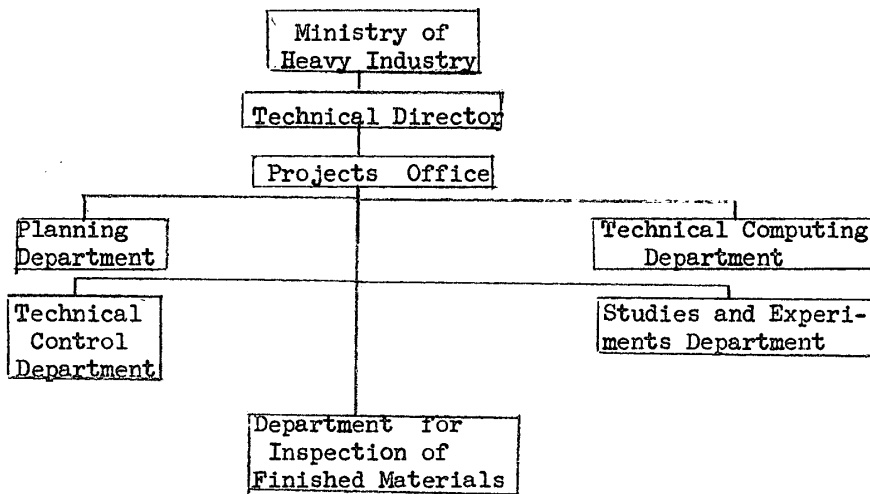 Ministry of
Heavy Industry
Technical Director
Projects Office
Planning
Department
Technical Computing
Department
Technical
Control
Department
Studies and Experi-
ments Department
Department for
Inspection of
Finished Materials